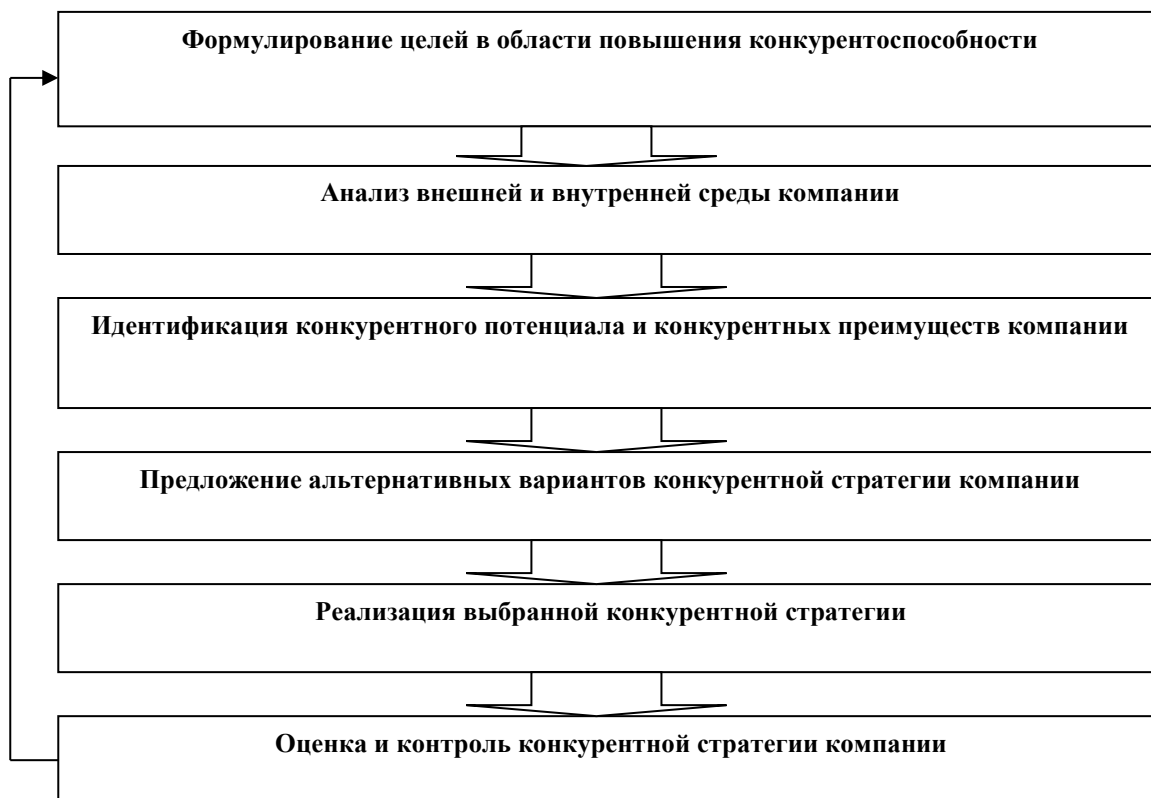 Формулирование целей в области повышения конкурентоспособности
Анализ внешней и внутренней среды компании
Идентификация конкурентного потенциала и конкурентных преимуществ компании
Предложение альтернативных вариантов конкурентной стратегии компании
Реализация выбранной конкурентной стратегии
Оценка и контроль конкурентной стратегии компании